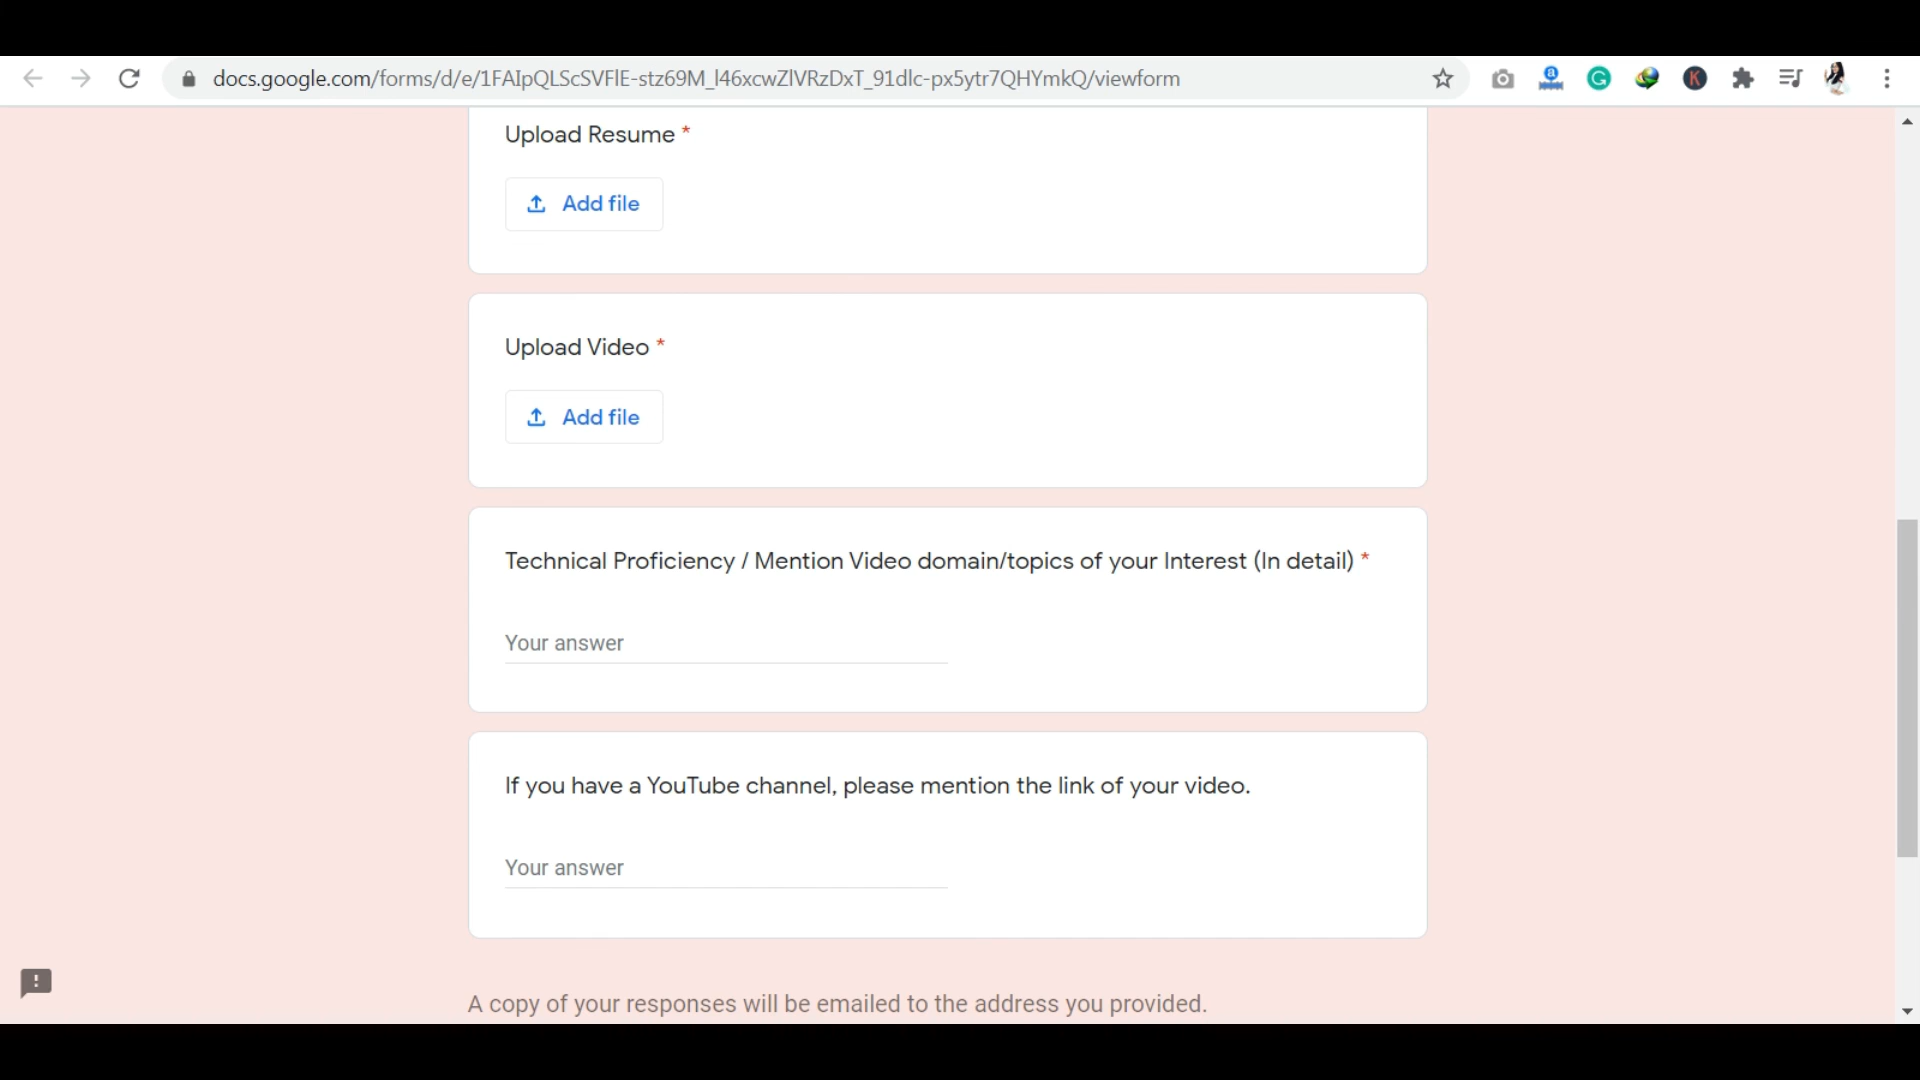 docs.google.com/forms/d/e/1FAIpQLScSVFlE-stz69M_l46xcwZlVRzDxT_91dlc-px5ytr7QHYmkQ/viewform
Upload Resume *
Add file
Upload Video *
Add file
Technical Proficiency / Mention Video domain/topics of your Interest (In detail) *
Your answer
If you have a YouTube channel, please mention the link of your video.
Your answer
A copy of your responses will be emailed to the address you provided.